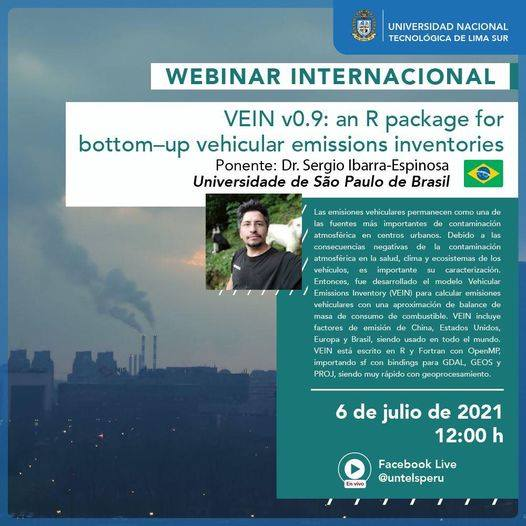 UNIVERSIDAD NACIONAL
TECNOLÓGICA DE LIMA SUR
WEBINAR INTERNACIONAL
VEIN v0.9: an R package for
bottom–up vehicular emissions inventories
Ponente: Dr. Sergio Ibarra-Espinosa
Universidade de São Paulo de Brasil
Las emisiones vehiculares permanecen como una de
las fuentes más importantes de contaminación
atmosférica en centros urbanos. Debido a las
consecuencias negativas de la contaminación
atmosférica en la salud, clima y ecosistemas de los
vehículos, es importante su caracterización.
Entonces, fue desarrollado el modelo Vehicular
Emissions Inventory (VEIN) para calcular emisiones
vehiculares con una aproximación de balance de
masa de consumo de combustible. VEIN incluye
factores de emisión de China, Estados Unidos,
Europa y Brasil, siendo usado en todo el mundo.
VEIN está escrito en R y Fortran con OpenMP,
importando sf con bindings para GDAL, GEOS y
PROJ, siendo muy rápido con geoprocesamiento.
6 de julio de 2021
12:00 h
En vivo
Facebook Live
@untelsperu